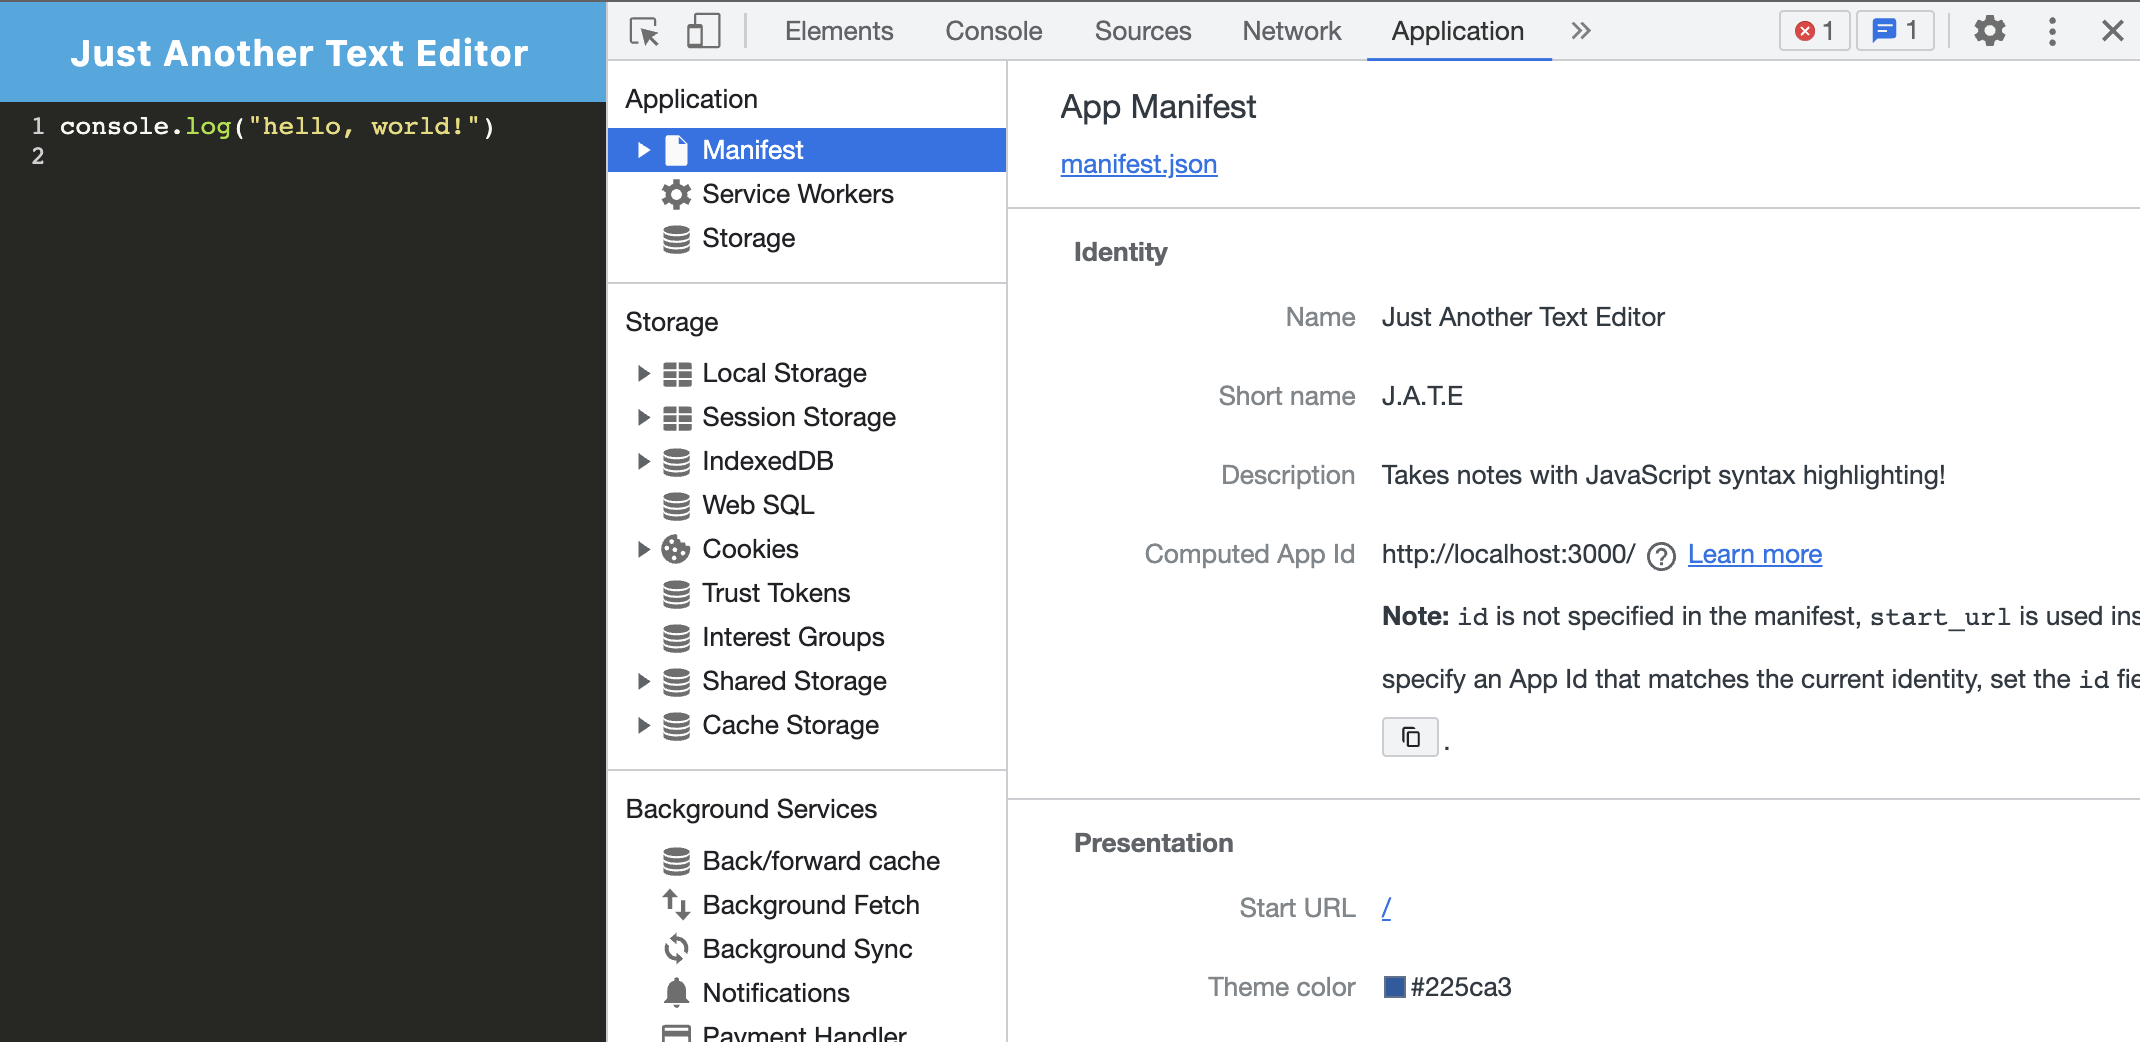 Just Another Text Editor
1 console.log("hello, world!")
2
Elements Console Sources Network Application 1 1
Application
Manifest
Service Workers
Storage
Storage
Local Storage
Session Storage
IndexedDB
Web SQL
Cookies
Trust Tokens
Interest Groups
Shared Storage
Cache Storage
Background Services
Back/forward cache
Background Fetch
Background Sync
Notifications
Payment Handler
App Manifest
manifest.json
Identity
Name Just Another Text Editor
Short name J.A.T.E
Description Takes notes with JavaScript syntax highlighting!
Computed App Id http://localhost:3000/ ? Learn more
Note: id is not specified in the manifest, start_url is used ins
specify an App Id that matches the current identity, set the id fie
.
Presentation
Start URL /
Theme color #225ca3